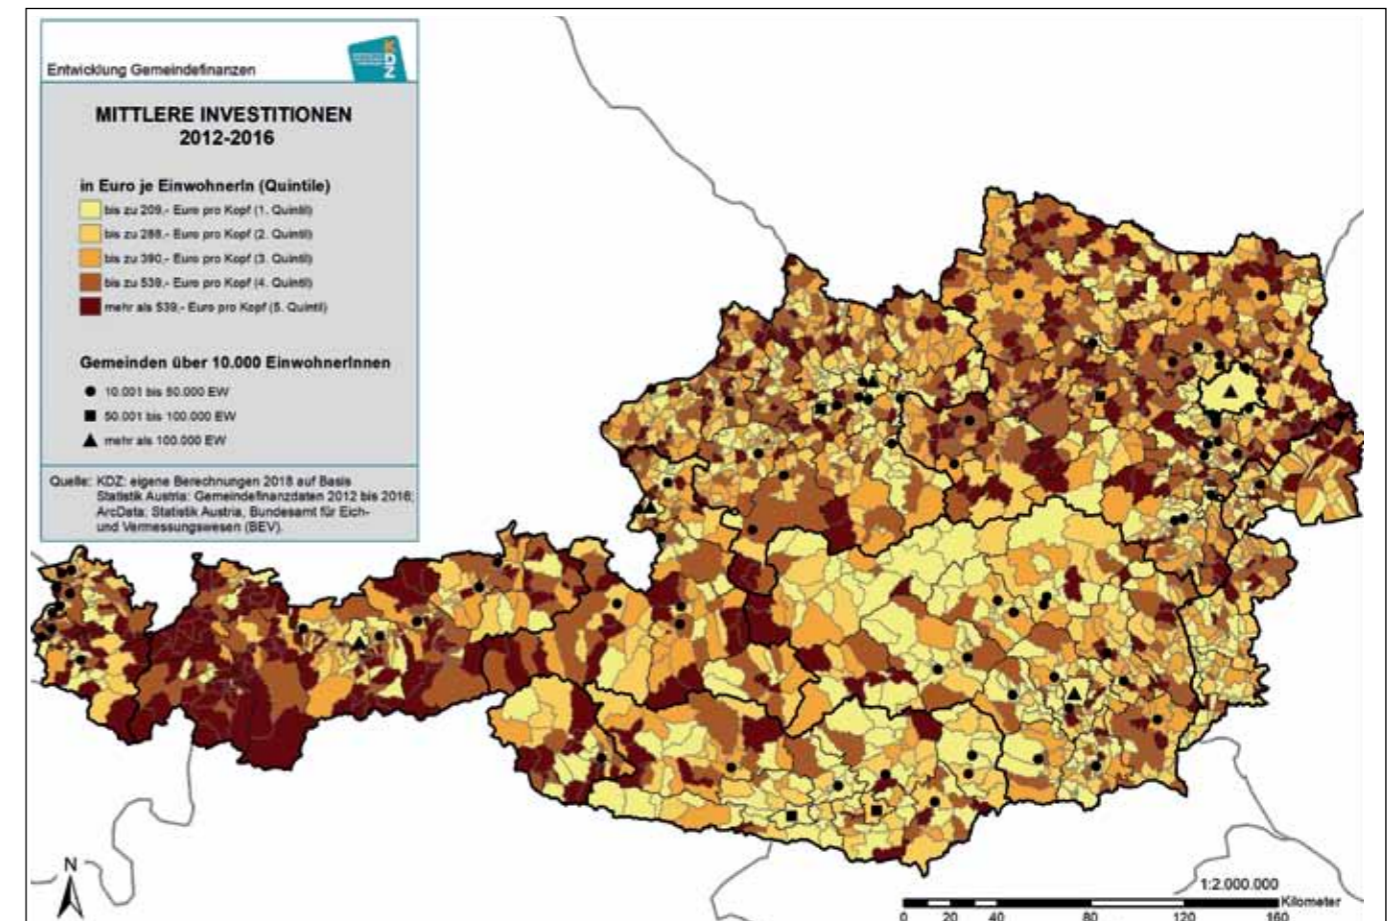 Entwicklung Gemeindefinanzen
KDZ
MITTLERE INVESTITIONEN
2012-2016
in Euro je EinwohnerIn (Quintile)
bis zu 209,- Euro pro Kopf (1. Quintil)
bis zu 288,- Euro pro Kopf (2. Quintil)
bis zu 390,- Euro pro Kopf (3. Quintil)
bis zu 539,- Euro pro Kopf (4. Quintil)
mehr als 539,- Euro pro Kopf (5. Quintil)
Gemeinden über 10.000 EinwohnerInnen
10.001 bis 50.000 EW
50.001 bis 100.000 EW
mehr als 100.000 EW
Quelle: KDZ: eigene Berechnungen 2018 auf Basis
Statistik Austria: Gemeindefinanzdaten 2012 bis 2016;
ArcData: Statistik Austria, Bundesamt für Eich-
und Vermessungswesen (BEV).
N
1:2.000.000
Kilometer
0 20 40 80 120 160